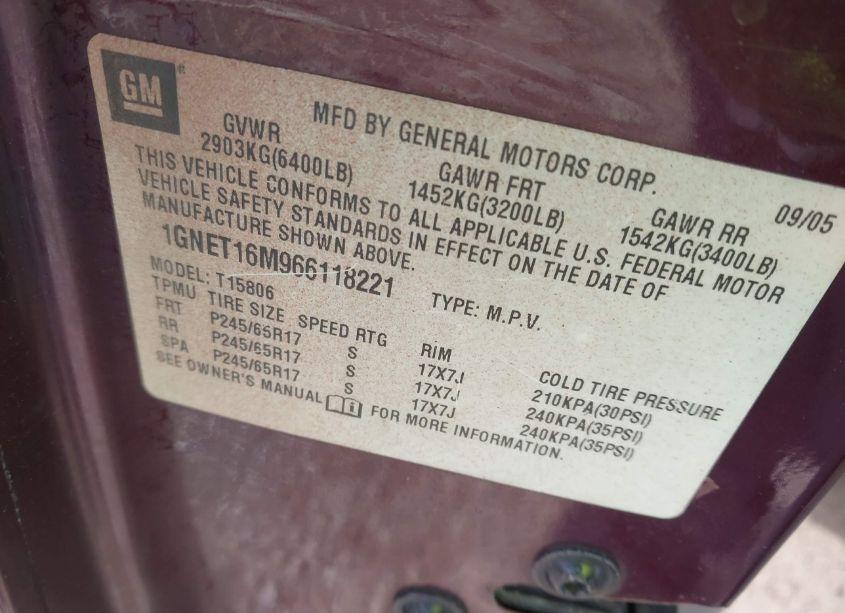 GM
MFD BY GENERAL MOTORS CORP.
09/05
GVWR GAWR FRT GAWR RR
2903KG(6400LB) 1452KG(3200LB) 1542KG(3400LB)
THIS VEHICLE CONFORMS TO ALL APPLICABLE U.S. FEDERAL MOTOR
VEHICLE SAFETY STANDARDS IN EFFECT ON THE DATE OF
MANUFACTURE SHOWN ABOVE.
1GNET16M966118221 TYPE: M.P.V.
MODEL: T15806
TPMU TIRE SIZE SPEED RTG RIM COLD TIRE PRESSURE
FRT P245/65R17 S 17X7J 210KPA(30PSI)
RR P245/65R17 S 17X7J 240KPA(35PSI)
SPA P245/65R17 S 17X7J 240KPA(35PSI)
SEE OWNER'S MANUAL FOR MORE INFORMATION.